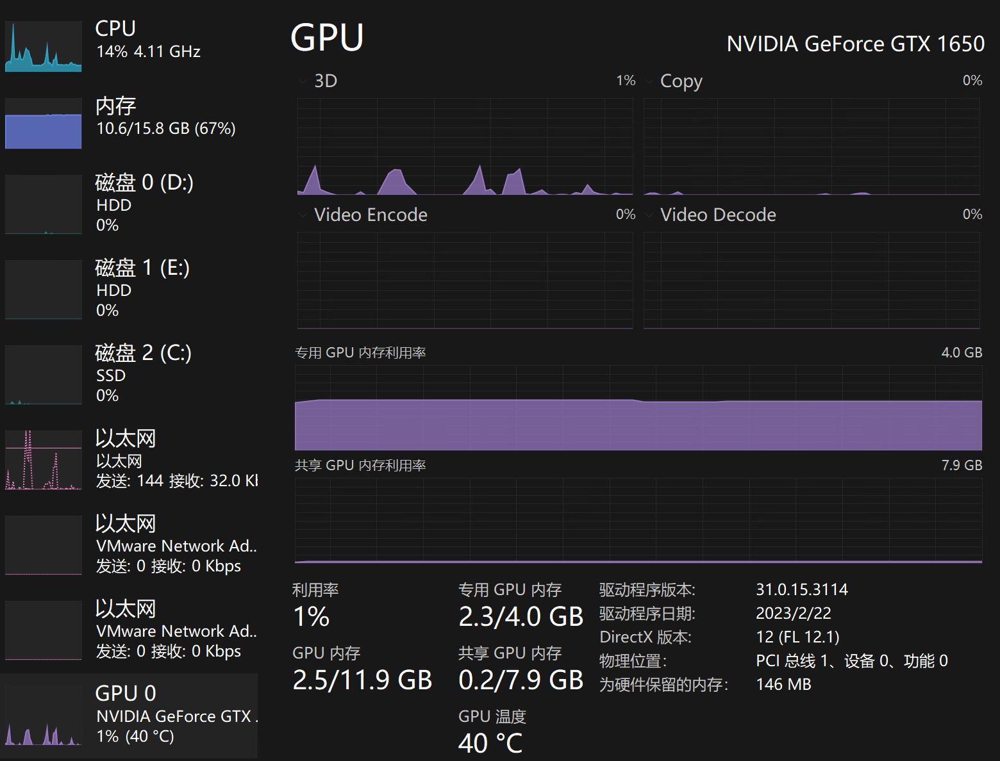 CPU
14% 4.11 GHz
内存
10.6/15.8 GB (67%)
磁盘 0 (D:)
HDD
0%
磁盘 1 (E:)
HDD
0%
磁盘 2 (C:)
SSD
0%
以太网
以太网
发送: 144 接收: 32.0 Kl
以太网
VMware Network Ad..
发送: 0 接收: 0 Kbps
以太网
VMware Network Ad..
发送: 0 接收: 0 Kbps
GPU 0
NVIDIA GeForce GTX .
1% (40 °C)
GPU
NVIDIA GeForce GTX 1650
3D 1%
Copy 0%
Video Encode 0%
Video Decode 0%
专用 GPU 内存利用率 4.0 GB
共享 GPU 内存利用率 7.9 GB
利用率
1%
GPU 内存
2.5/11.9 GB
专用 GPU 内存
2.3/4.0 GB
共享 GPU 内存
0.2/7.9 GB
GPU 温度
40 °C
驱动程序版本: 31.0.15.3114
驱动程序日期: 2023/2/22
DirectX 版本: 12 (FL 12.1)
物理位置: PCI 总线 1、设备 0、功能 0
为硬件保留的内存: 146 MB